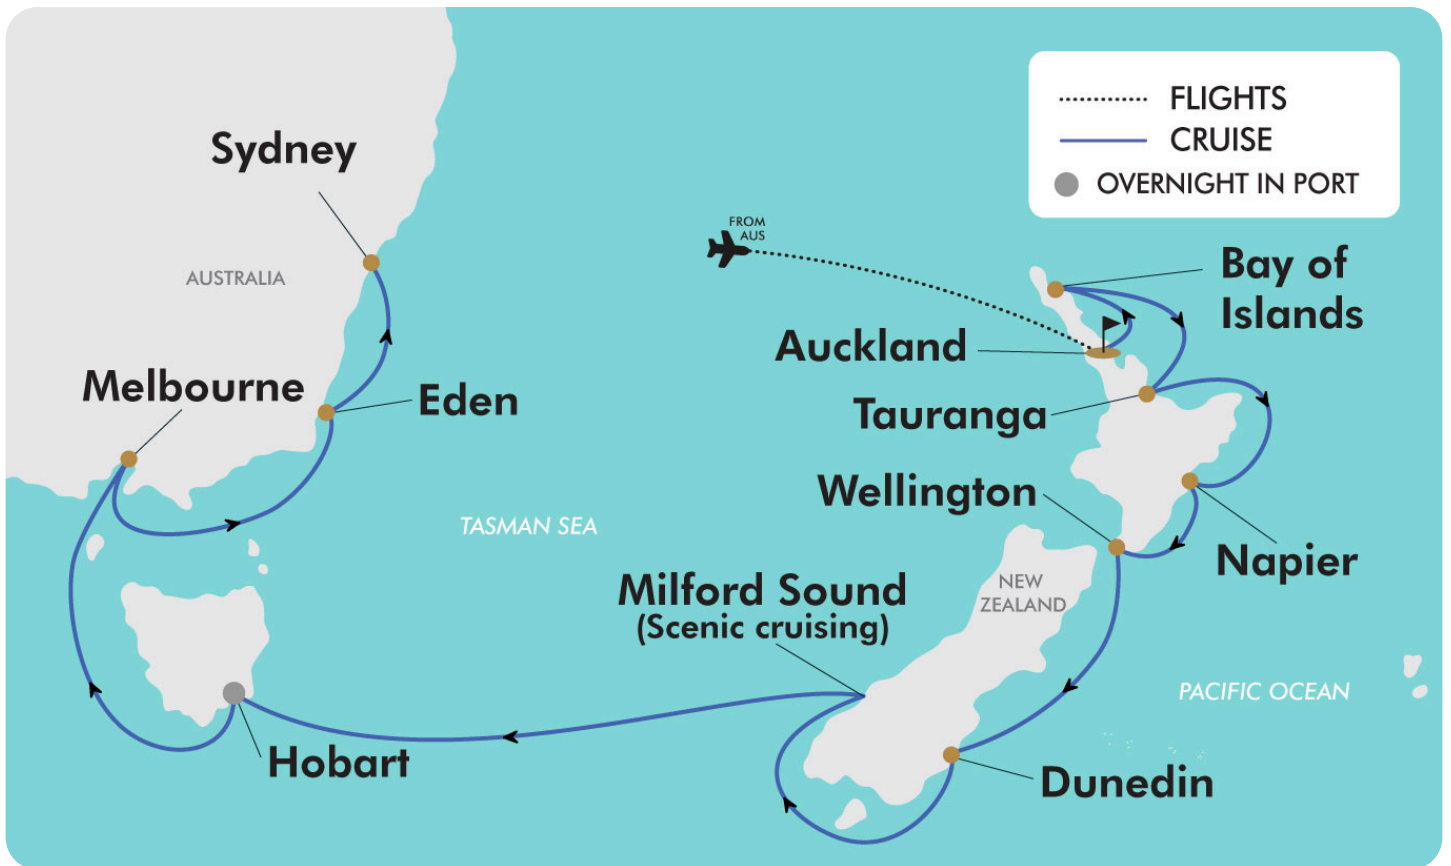 FLIGHTS
CRUISE
OVERNIGHT IN PORT
Sydney
FROM
AUS
AUSTRALIA
Bay of
Islands
Auckland
Melbourne
Eden
Tauranga
Wellington
TASMAN SEA
Napier
Milford Sound
(Scenic cruising)
NEW
ZEALAND
PACIFIC OCEAN
Hobart
Dunedin